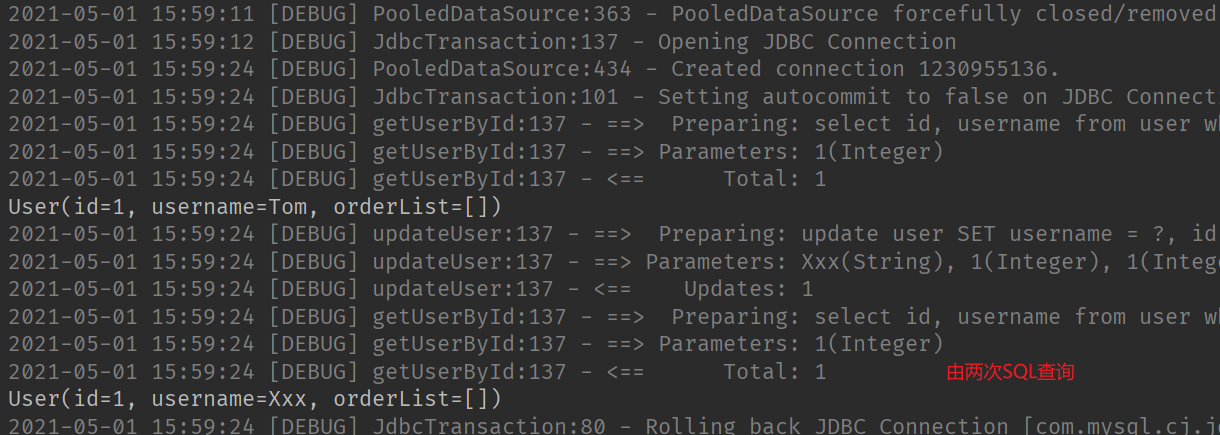 2021-05-01 15:59:11 [DEBUG] PooledDataSource:363 - PooledDataSource forcefully closed/removed
2021-05-01 15:59:12 [DEBUG] JdbcTransaction:137 - Opening JDBC Connection
2021-05-01 15:59:24 [DEBUG] PooledDataSource:434 - Created connection 1230955136.
2021-05-01 15:59:24 [DEBUG] JdbcTransaction:101 - Setting autocommit to false on JDBC Connect
2021-05-01 15:59:24 [DEBUG] getUserById:137 - ==>  Preparing: select id, username from user wh
2021-05-01 15:59:24 [DEBUG] getUserById:137 - ==> Parameters: 1(Integer)
2021-05-01 15:59:24 [DEBUG] getUserById:137 - <==      Total: 1
User(id=1, username=Tom, orderList=[])
2021-05-01 15:59:24 [DEBUG] updateUser:137 - ==>  Preparing: update user SET username = ?, id
2021-05-01 15:59:24 [DEBUG] updateUser:137 - ==> Parameters: Xxx(String), 1(Integer), 1(Integ
2021-05-01 15:59:24 [DEBUG] updateUser:137 - <==    Updates: 1
2021-05-01 15:59:24 [DEBUG] getUserById:137 - ==>  Preparing: select id, username from user wh
2021-05-01 15:59:24 [DEBUG] getUserById:137 - ==> Parameters: 1(Integer)
2021-05-01 15:59:24 [DEBUG] getUserById:137 - <==      Total: 1 由两次SQL查询
User(id=1, username=Xxx, orderList=[])
2021-05-01 15:59:24 [DEBUG] JdbcTransaction:80 - Rolling back JDBC Connection [com.mysql.cj.j